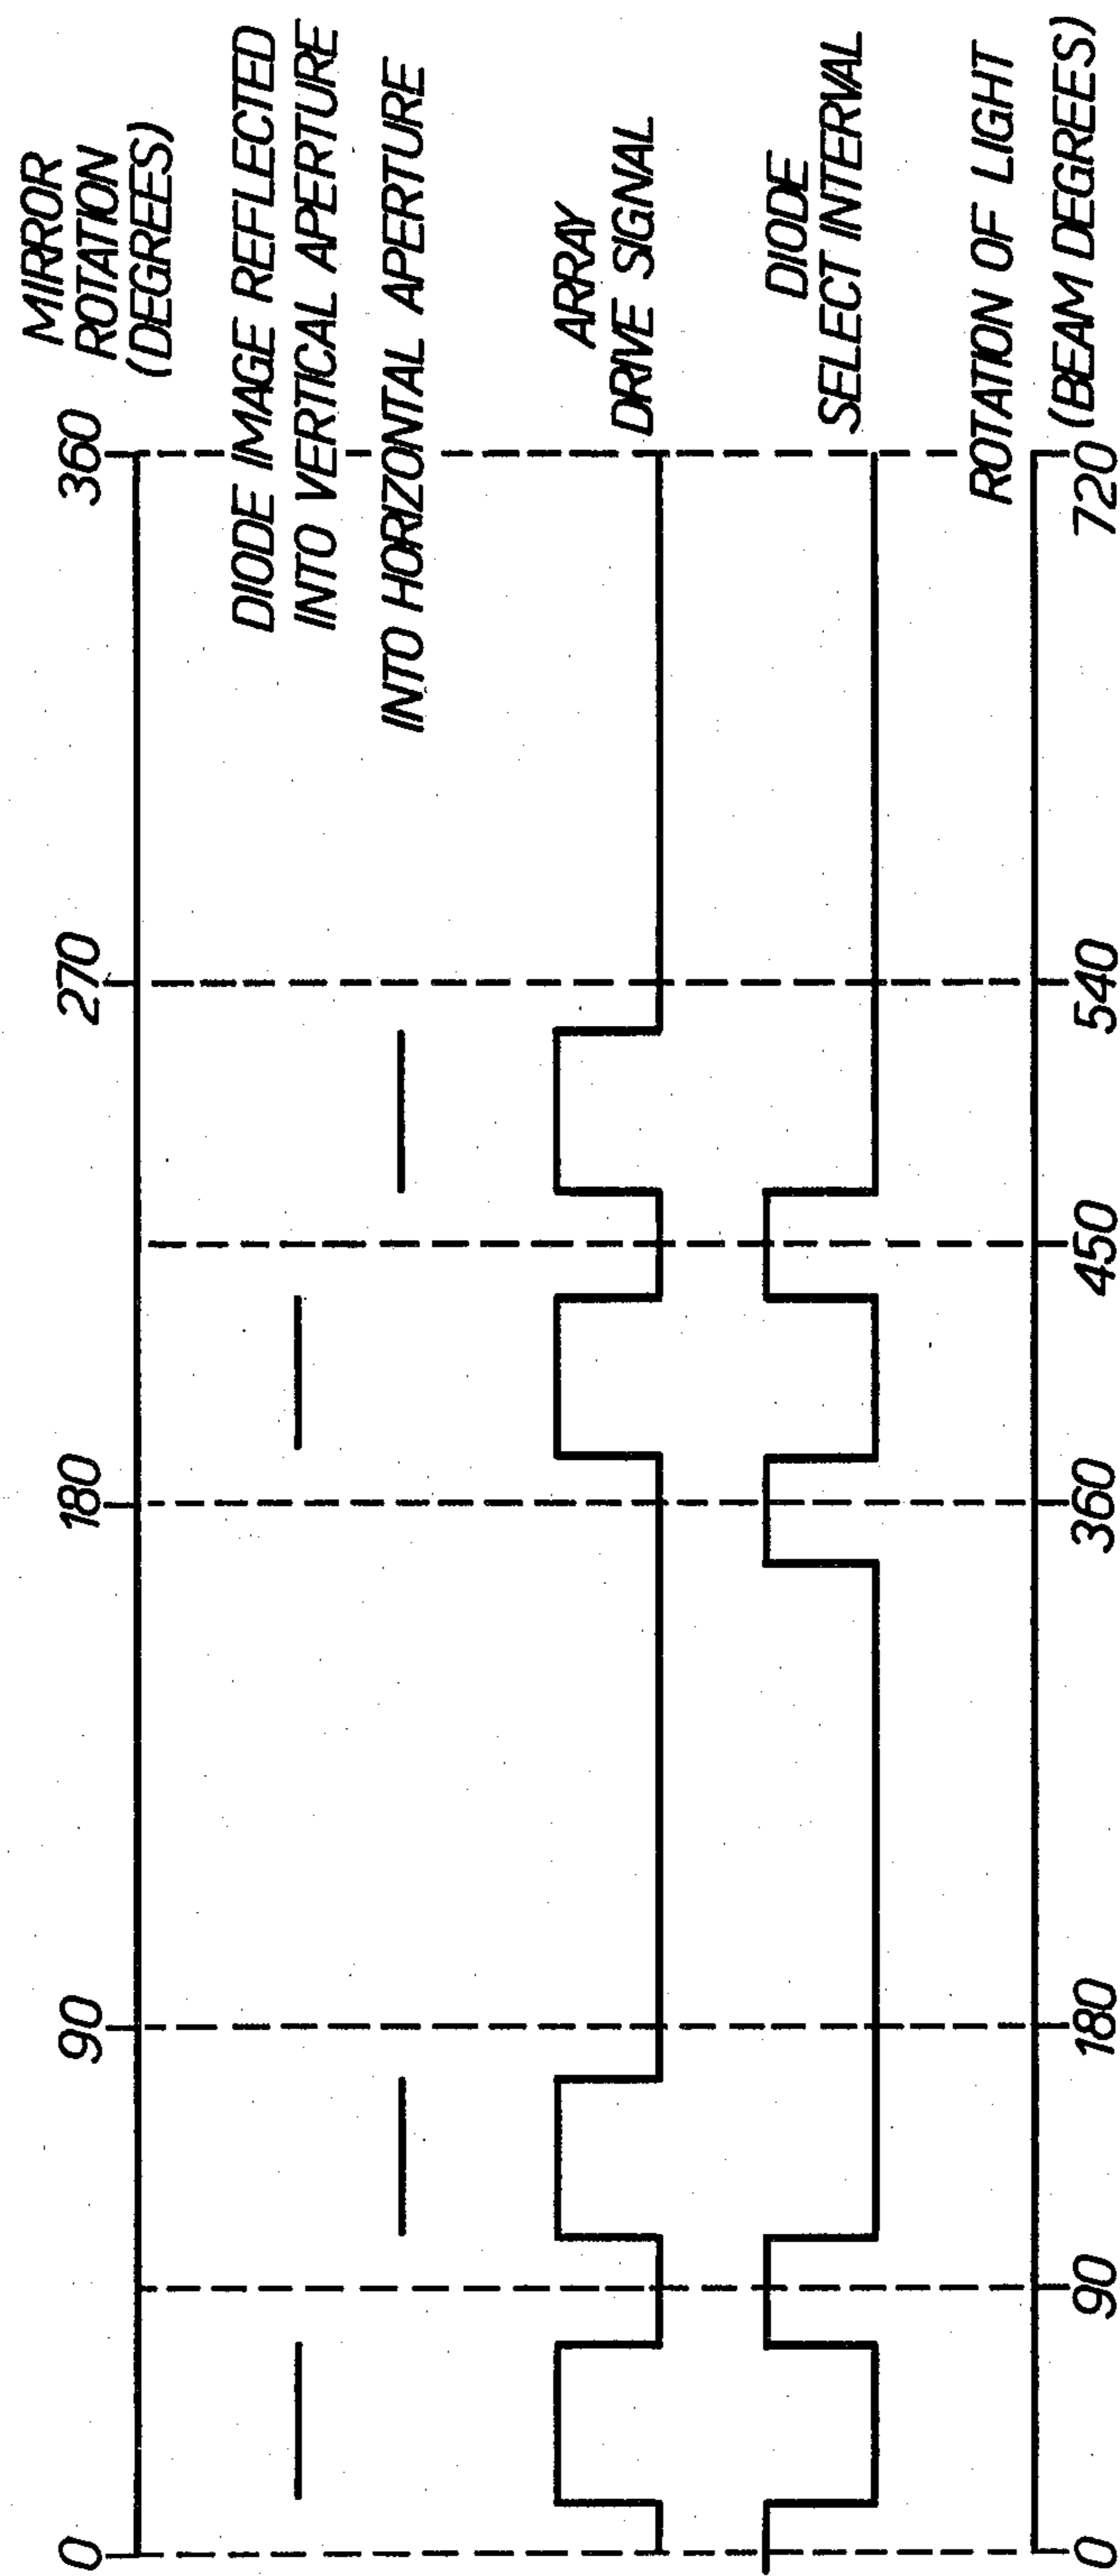 0
90
180
270
360
MIRROR
ROTATION
(DEGREES)
DIODE IMAGE REFLECTED
INTO VERTICAL APERTURE
INTO HORIZONTAL APERTURE
ARRAY
DRIVE SIGNAL
DIODE
SELECT INTERVAL
ROTATION OF LIGHT
0
90
180
360
450
540
720
(BEAM DEGREES)